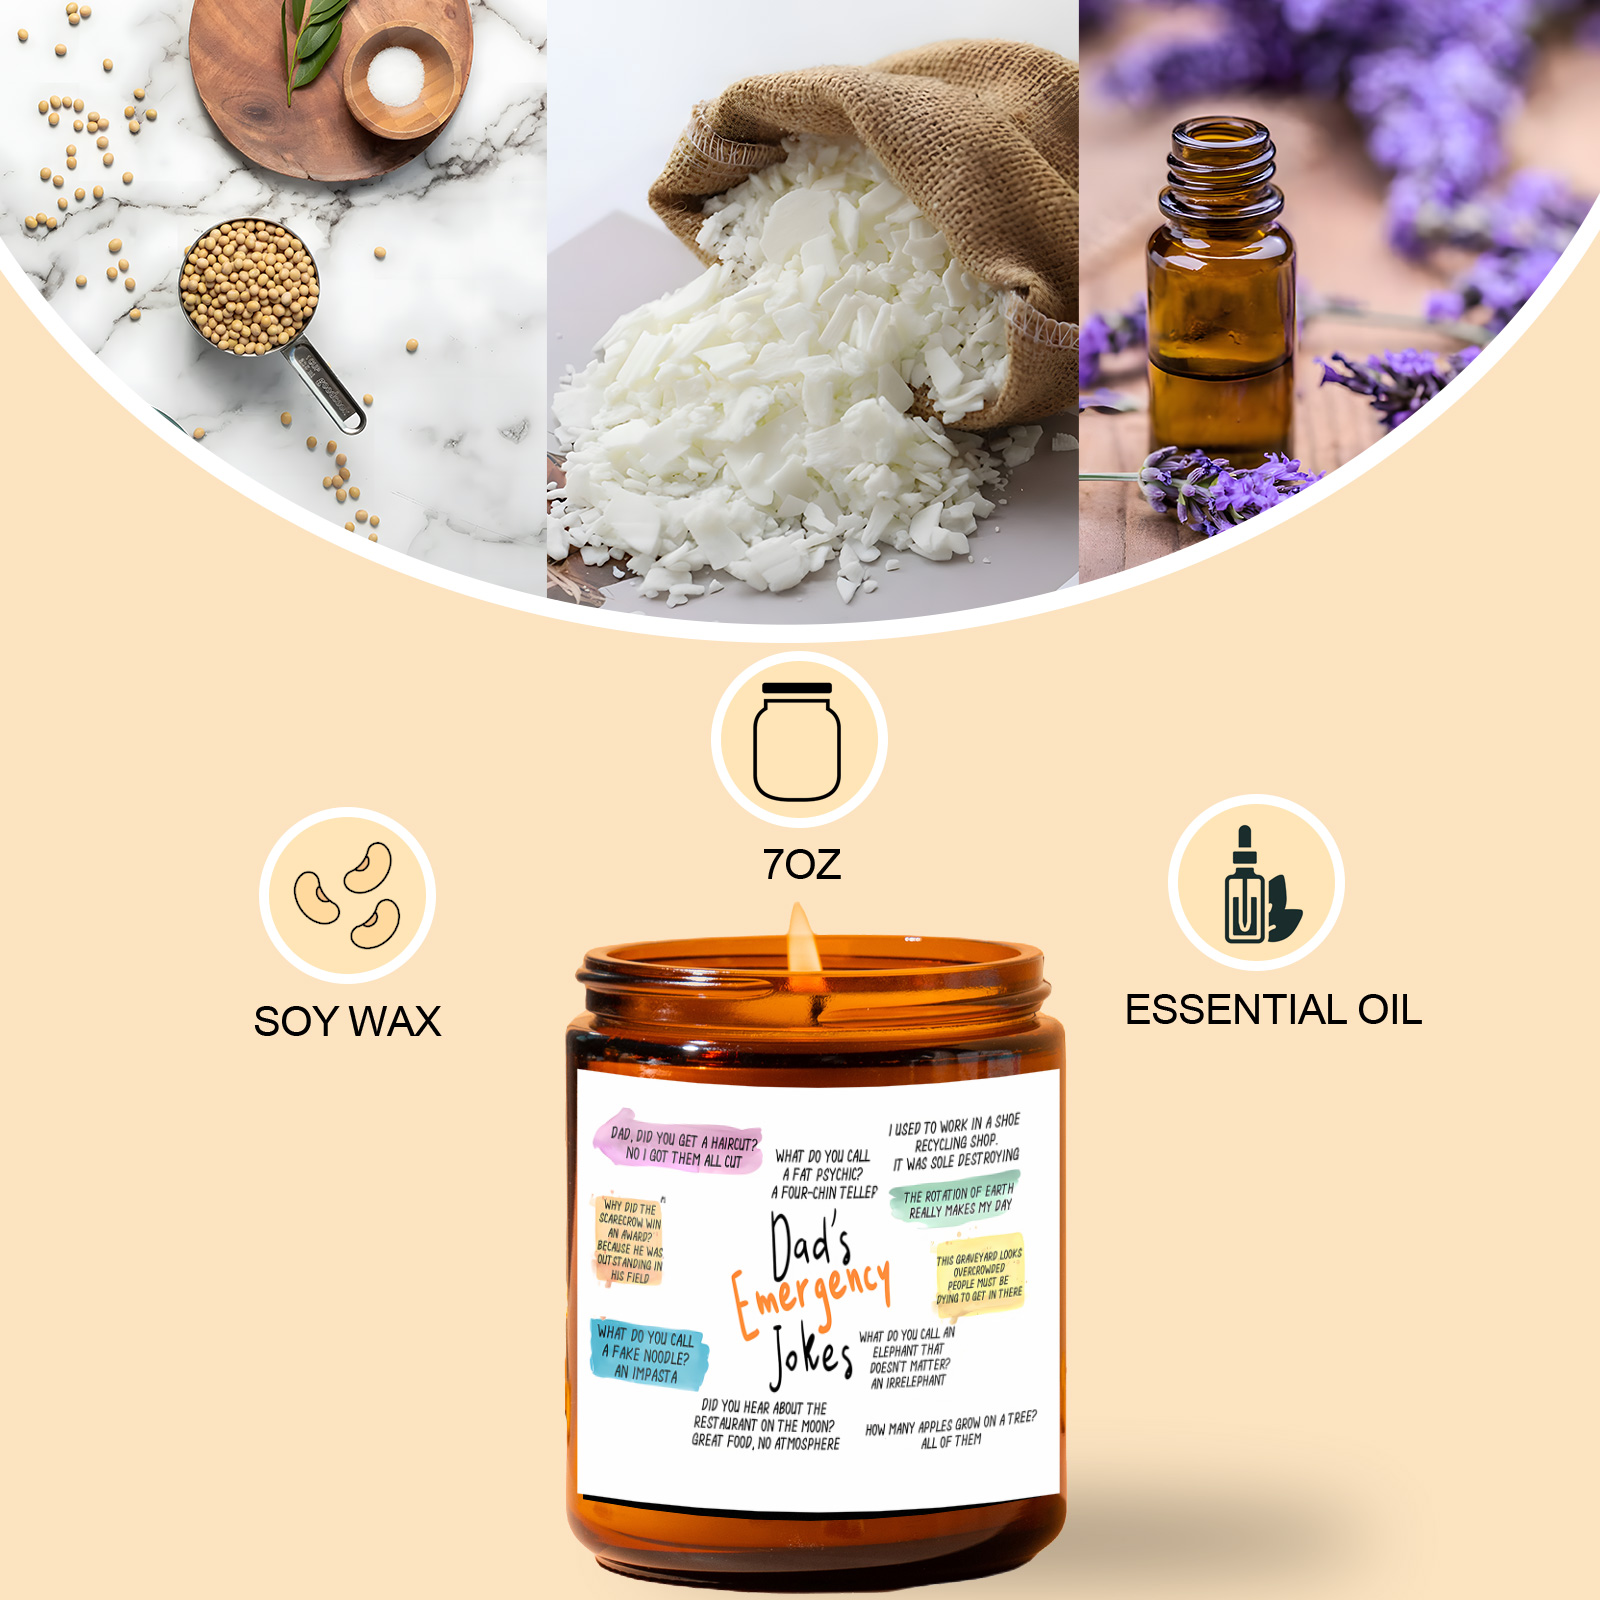 7OZ
SOY WAX
ESSENTIAL OIL
DAD, DID YOU GET A HAIRCUT?
NO I GOT THEM ALL CUT
WHAT DO YOU CALL
A FAT PSYCHIC?
A FOUR-CHIN TELLER
I USED TO WORK IN A SHOE
RECYCLING SHOP.
IT WAS SOLE DESTROYING
THE ROTATION OF EARTH
REALLY MAKES MY DAY
WHY DID THE
SCARECROW WIN
AN AWARD?
BECAUSE HE WAS
OUTSTANDING IN
HIS FIELD
Dad's
Emergency
Jokes
THIS GRAVEYARD LOOKS
OVERCROWDED
PEOPLE MUST BE
DYING TO GET IN THERE
WHAT DO YOU CALL
A FAKE NOODLE?
AN IMPASTA
WHAT DO YOU CALL AN
ELEPHANT THAT
DOESN'T MATTER?
AN IRRELEPHANT
DID YOU HEAR ABOUT THE
RESTAURANT ON THE MOON?
GREAT FOOD, NO ATMOSPHERE
HOW MANY APPLES GROW ON A TREE?
ALL OF THEM